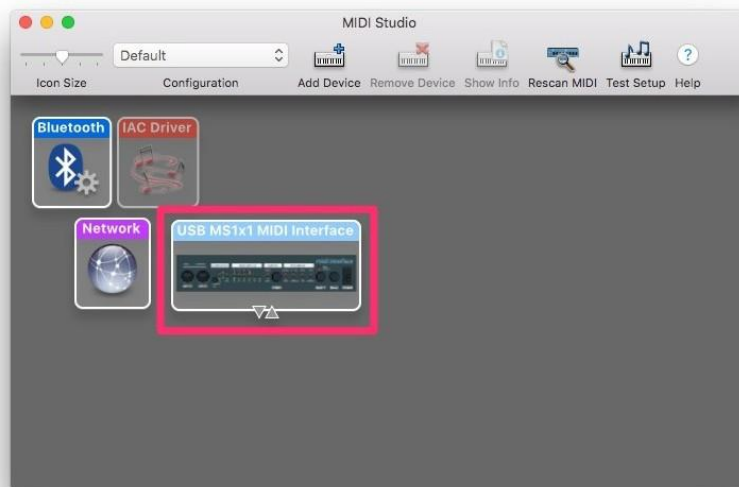 MIDI Studio
Default
Icon Size
Configuration
Add Device
Remove Device
Show Info
Rescan MIDI
Test Setup
Help
Bluetooth
IAC Driver
Network
USB MS1x1 MIDI Interface